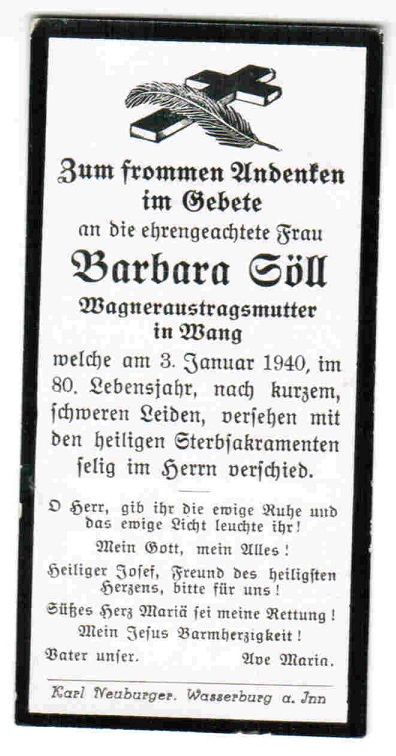 Zum frommen Andenken
im Gebete
an die ehrengeachtete Frau
Barbara Söll
Wagneraustragsmutter
in Wang
welche am 3. Januar 1940, im
80. Lebensjahr, nach kurzem,
schweren Leiden, versehen mit
den heiligen Sterbsakramenten
selig im Herrn verschied.
O Herr, gib ihr die ewige Ruhe und
das ewige Licht leuchte ihr!
Mein Gott, mein Alles!
Heiliger Josef, Freund des heiligsten
Herzens, bitte für uns!
Süßes Herz Mariä sei meine Rettung!
Mein Jesus Barmherzigkeit!
Vater unser. Ave Maria.
Karl Neuburger, Wasserburg a. Inn